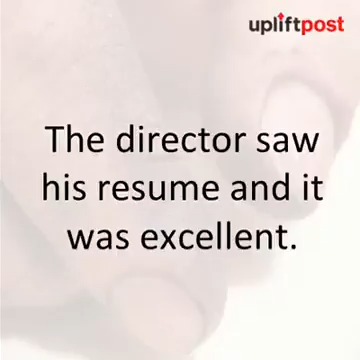 upliftpost
The director saw
his resume and it
was excellent.